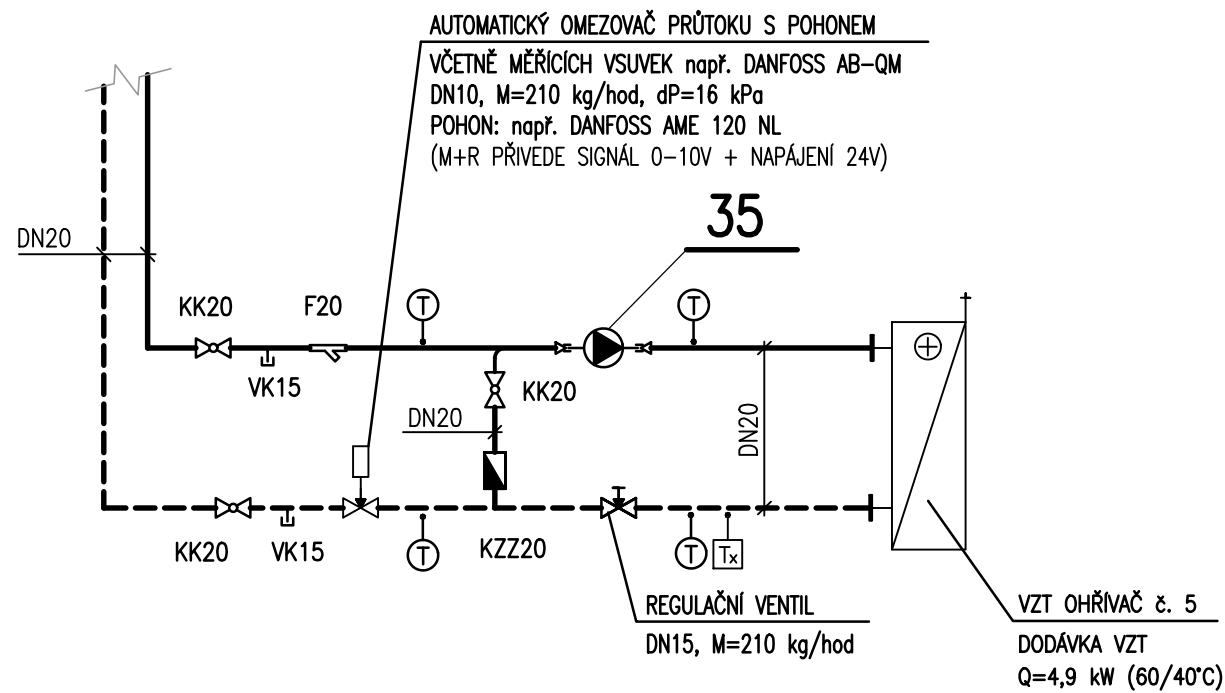 AUTOMATICKÝ OMEZOVAČ PRŮTOKU S POHONEM
VČETNĚ MĚŘÍCÍCH VSUVEK např. DANFOSS AB-QM
DN10, M=210 kg/hod, dP=16 kPa
POHON: např. DANFOSS AME 120 NL
(M+R PŘIVEDE SIGNÁL 0-10V + NAPÁJENÍ 24V)
35
DN20
KK20
F20
T
T
VK15
KK20
DN20
DN20
KK20
VK15
T
KZZ20
T
Tx
REGULAČNÍ VENTIL
DN15, M=210 kg/hod
VZT OHŘÍVAČ č. 5
DODÁVKA VZT
Q=4,9 kW (60/40°C)